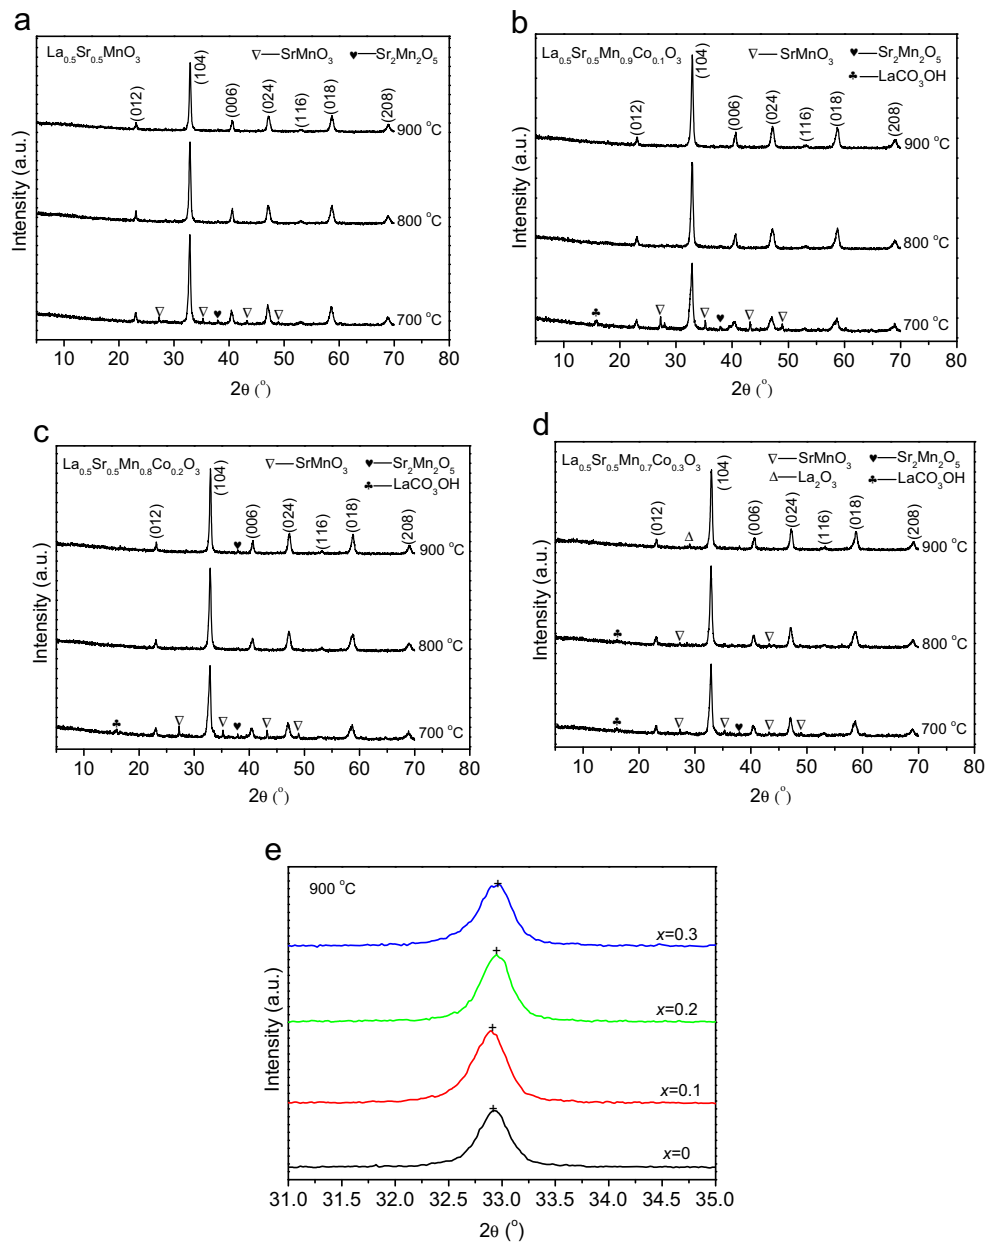 a
La0.5Sr0.5MnO3
∇—SrMnO3 ♥—Sr2Mn2O5
(012) (104) (006) (024) (116) (018) (208)
900 °C
800 °C
700 °C
∇ ∇ ♥ ∇ ∇
Intensity (a.u.)
10 20 30 40 50 60 70 80
2θ (°)
b
La0.5Sr0.5Mn0.9Co0.1O3
∇—SrMnO3 ♥—Sr2Mn2O5
♣—LaCO3OH
(012) (104) (006) (024) (116) (018) (208)
900 °C
800 °C
700 °C
♣ ∇ ∇ ♥ ∇ ∇
Intensity (a.u.)
10 20 30 40 50 60 70 80
2θ (°)
c
La0.5Sr0.5Mn0.8Co0.2O3
∇—SrMnO3 ♥—Sr2Mn2O5
♣—LaCO3OH
(012) (104) (006) (024) (116) (018) (208)
♥
900 °C
800 °C
700 °C
♣ ∇ ∇ ♥ ∇ ∇
Intensity (a.u.)
10 20 30 40 50 60 70 80
2θ (°)
d
La0.5Sr0.5Mn0.7Co0.3O3
∇—SrMnO3 ♥—Sr2Mn2O5
Δ—La2O3 ♣—LaCO3OH
(012) (104) (006) (024) (116) (018) (208)
Δ
900 °C
♣ ∇ ∇
800 °C
♣ ∇ ∇ ♥ ∇ ∇
700 °C
Intensity (a.u.)
10 20 30 40 50 60 70 80
2θ (°)
e
900 °C
x=0.3
x=0.2
x=0.1
x=0
Intensity (a.u.)
31.0 31.5 32.0 32.5 33.0 33.5 34.0 34.5 35.0
2θ (°)